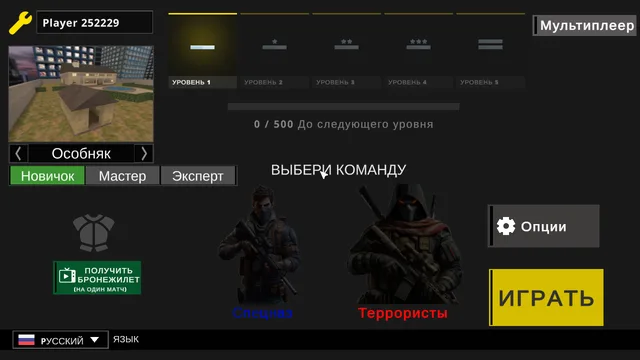 Player 252229
Мультиплеер
УРОВЕНЬ 1
УРОВЕНЬ 2
УРОВЕНЬ 3
УРОВЕНЬ 4
УРОВЕНЬ 5
0 / 500 До следующего уровня
Особняк
Новичок
Мастер
Эксперт
ВЫБЕРИ КОМАНДУ
ПОЛУЧИТЬ
БРОНЕЖИЛЕТ
(НА ОДИН МАТЧ)
Опции
Террористы
ИГРАТЬ
РУССКИЙ
ЯЗЫК